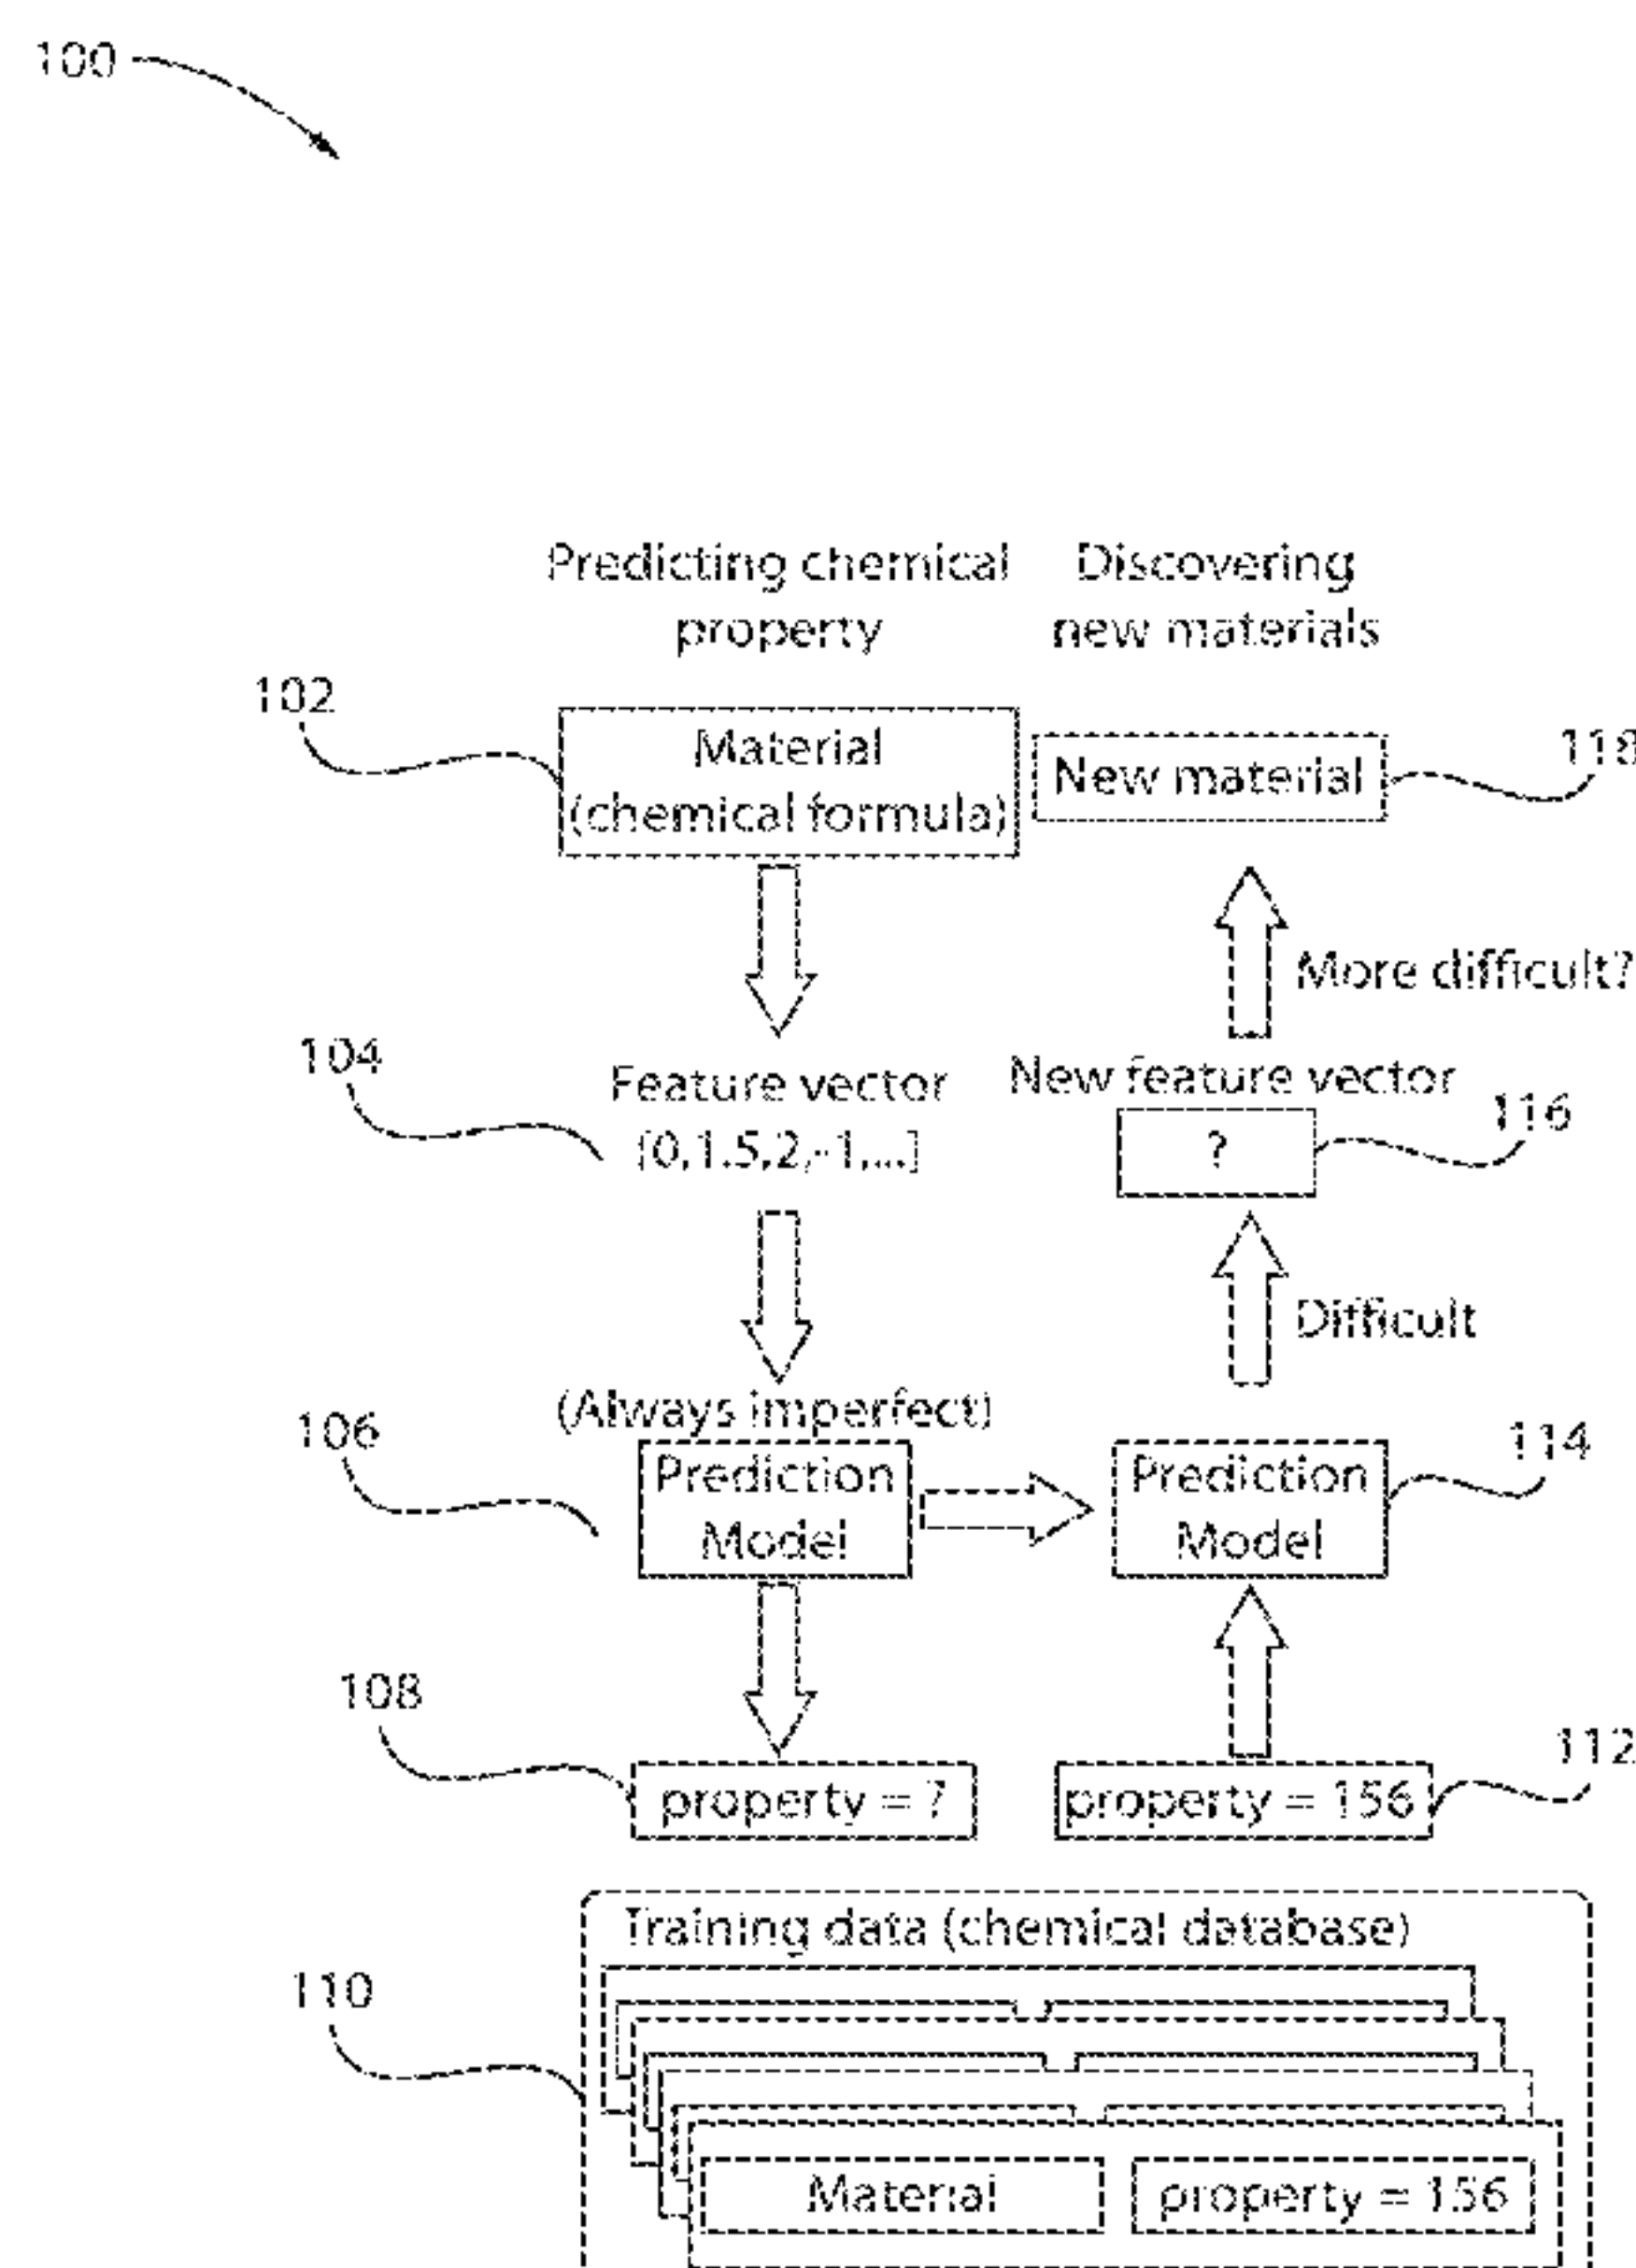 100
Predicting chemical
property
Discovering
new materials
102
Material
(chemical formula)
New material
118
More difficult?
104
Feature vector
[0,1.5,2,-1,...]
New feature vector
?
116
Difficult
(Always imperfect)
106
Prediction
Model
Prediction
Model
114
108
property = ?
property = 156
112
Training data (chemical database)
110
Material
property = 156